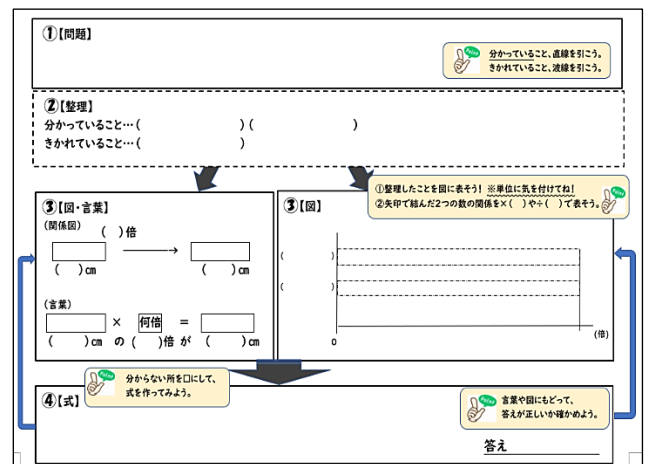 ①【問題】
Point
分かっていること、直線を引こう。
きかれていること、波線を引こう。
②【整理】
分かっていること…( )( )
きかれていること…( )
①整理したことを図に表そう! ※単位に気を付けてね!
②矢印で結んだ2つの数の関係を×( )や÷( )で表そう。
Point
③【図・言葉】
(関係図)
( )倍
( )cm ( )cm
(言葉)
× 何倍 =
( )cm の ( )倍 が ( )cm
③【図】
( )
( )
0
(倍)
Point
分からない所を□にして、
式を作ってみよう。
④【式】
Point
言葉や図にもどって、
答えが正しいか確かめよう。
答え